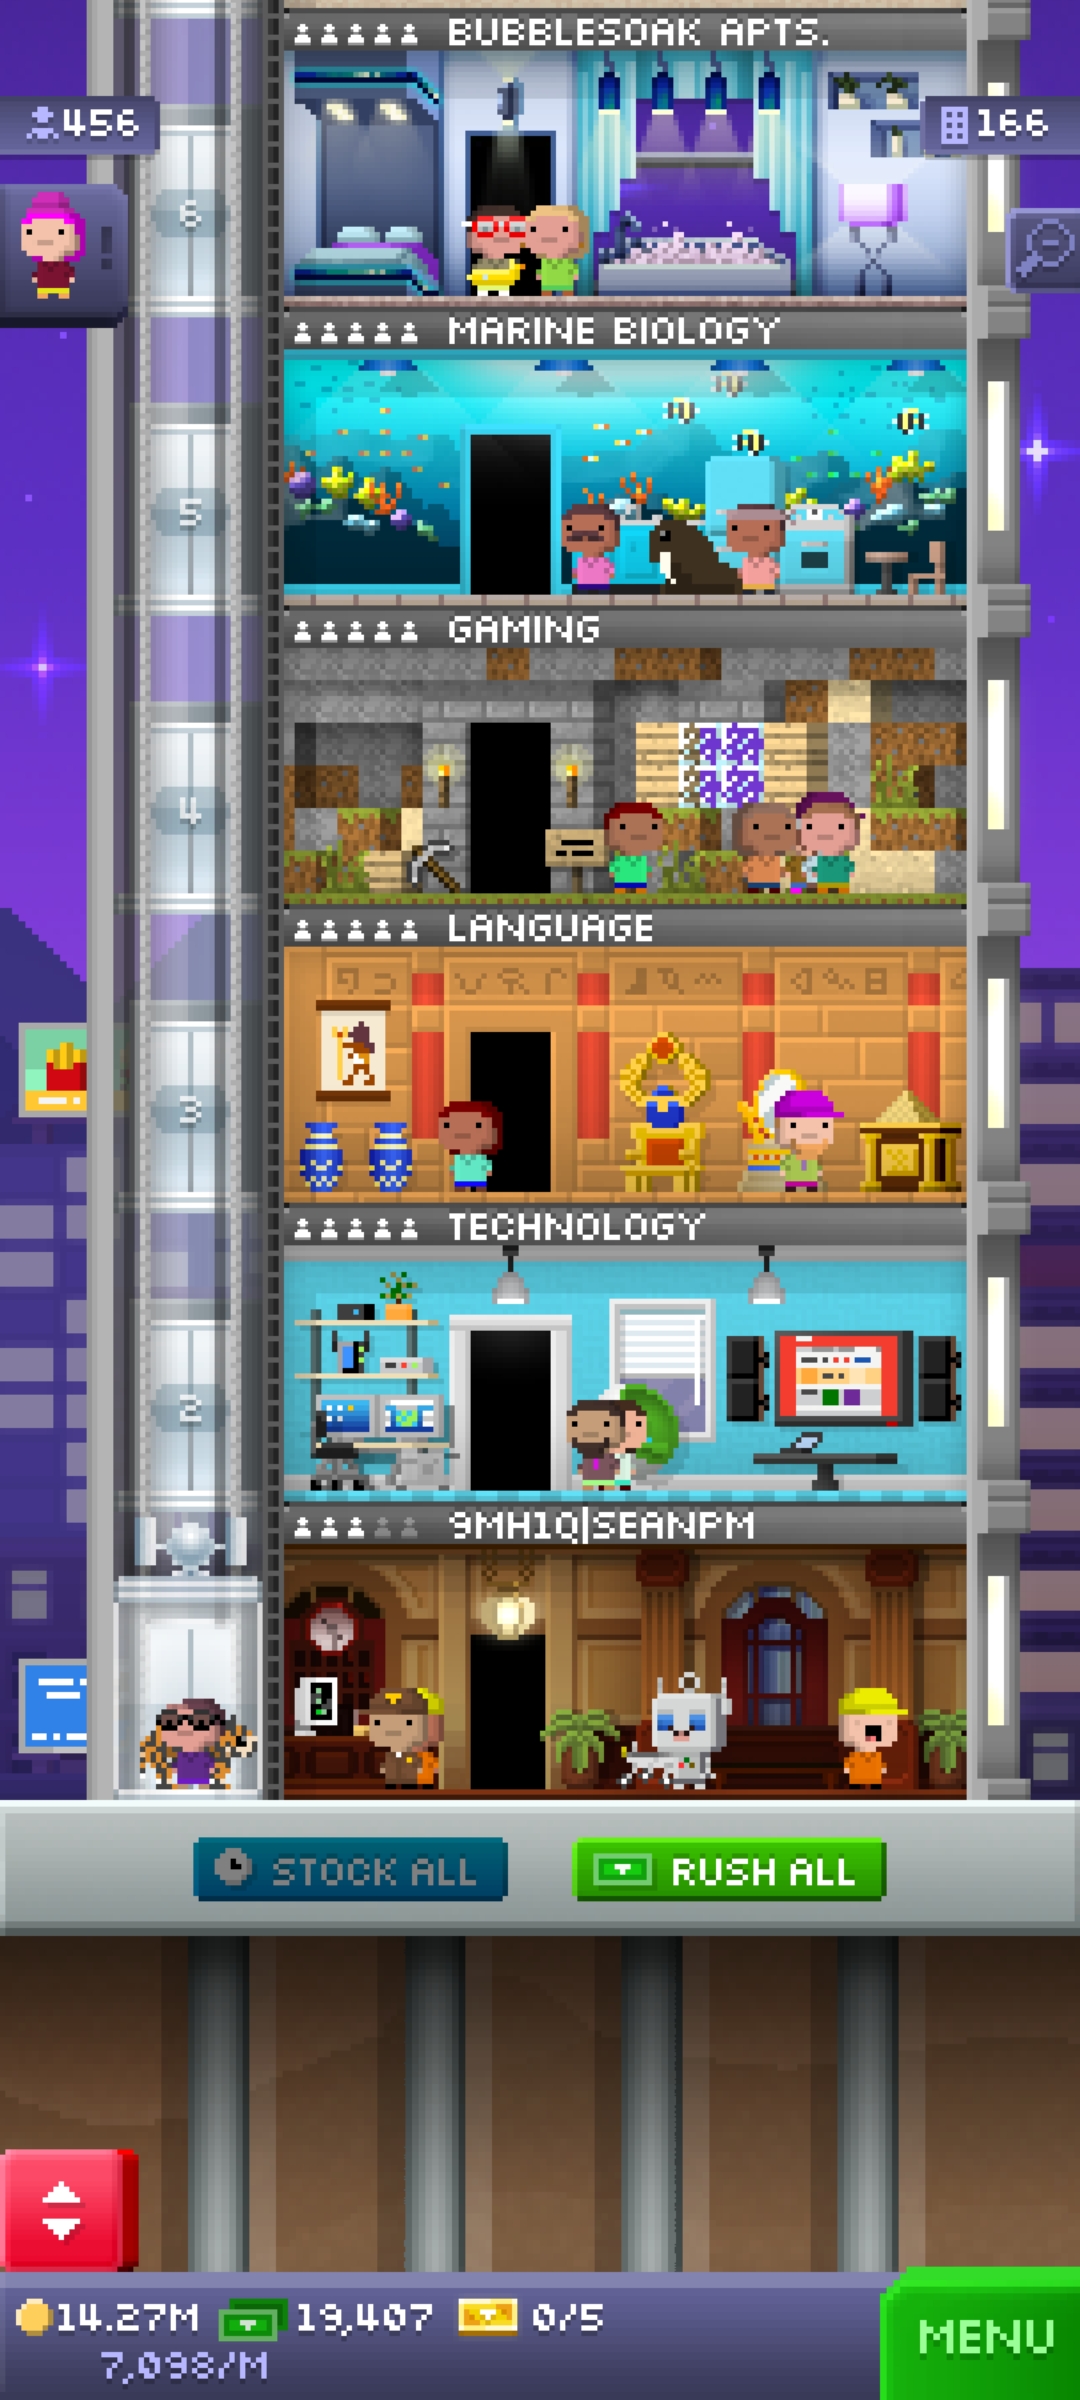 BUBBLESOAK APTS.
456
166
6
MARINE BIOLOGY
5
GAMING
4
LANGUAGE
3
TECHNOLOGY
2
9MH1Q|SEANPM
STOCK ALL
RUSH ALL
14.27M
19,407
0/5
7,098/M
MENU